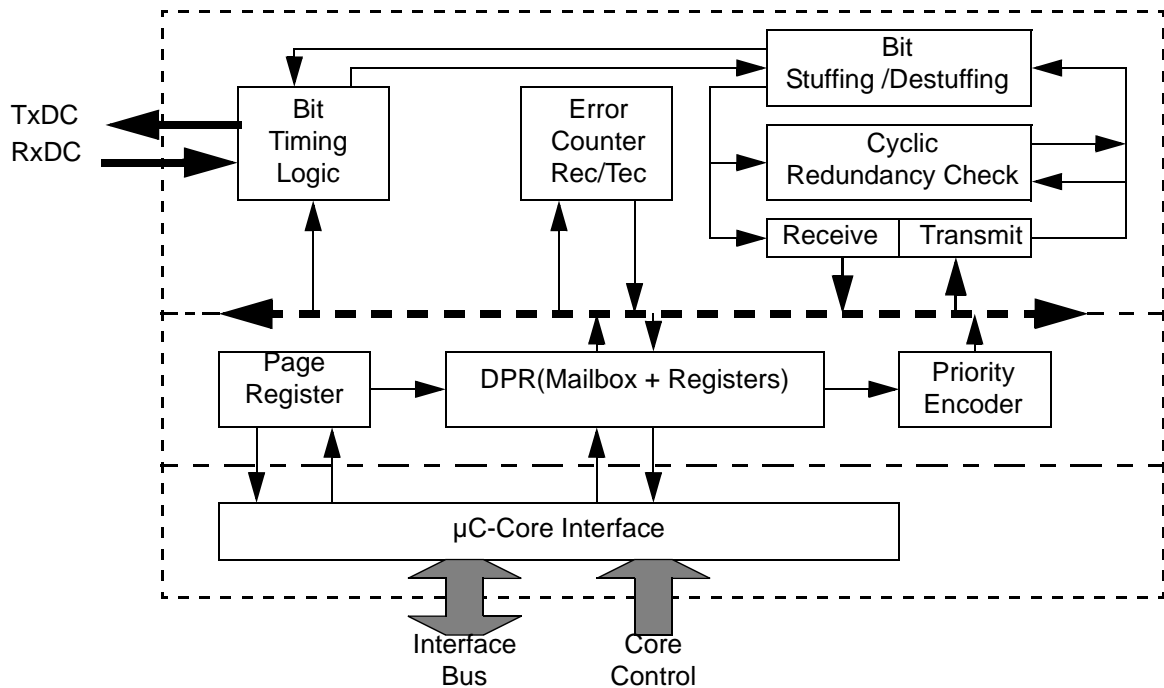 Bit
Stuffing /Destuffing
TxDC
RxDC
Bit
Timing
Logic
Error
Counter
Rec/Tec
Cyclic
Redundancy Check
Receive
Transmit
Page
Register
DPR(Mailbox + Registers)
Priority
Encoder
µC-Core Interface
Interface
Bus
Core
Control